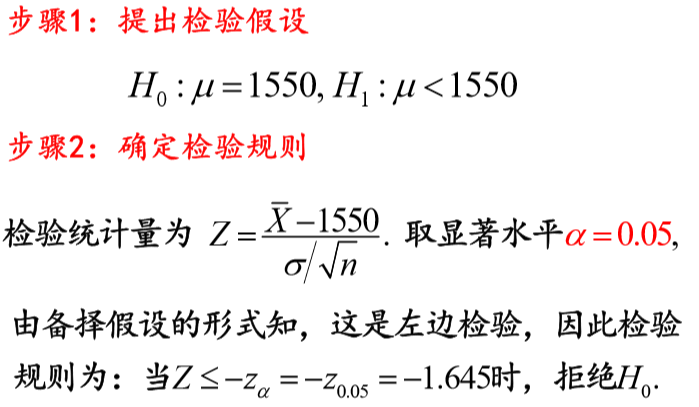 步骤1：提出检验假设
H₀ : μ = 1550, H₁ : μ < 1550
步骤2：确定检验规则
检验统计量为 Z = (X̄ − 1550)/(σ/√n). 取显著水平α = 0.05,
由备择假设的形式知，这是左边检验，因此检验
规则为：当Z ≤ −z_α = −z_0.05 = −1.645时，拒绝H₀.